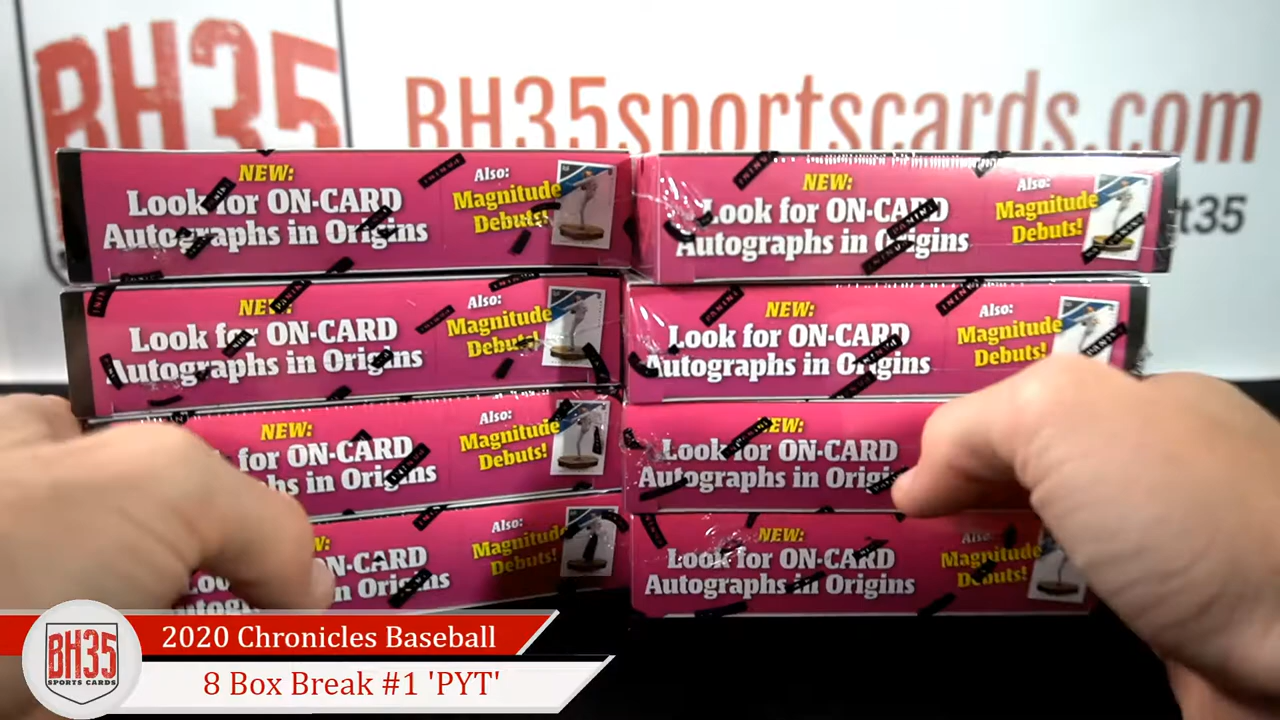 BH35
BH35sportscards.com
t35
NEW:
Look for ON-CARD
Autographs in Origins
Also:
Magnitude
Debuts!
NEW:
Look for ON-CARD
Autographs in Origins
Also:
Magnitude
Debuts!
NEW:
Look for ON-CARD
Autographs in Origins
Also:
Magnitude
Debuts!
NEW:
Look for ON-CARD
Autographs in Origins
Also:
Magnitude
Debuts!
NEW:
for ON-CARD
hs in Origins
Also:
Magnitude
Debuts!
NEW:
Look for ON-CARD
Autographs in Origins
Also:
Magnitude
Debuts!
NEW:
Look for ON-CARD
Autographs in Origins
Also:
Magnitude
Debuts!
BH35
SPORTS CARDS
2020 Chronicles Baseball
8 Box Break #1 'PYT'